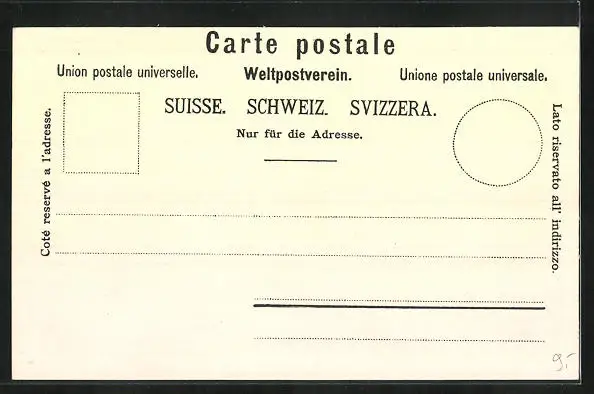 Carte postale
Union postale universelle. Weltpostverein. Unione postale universale.
SUISSE. SCHWEIZ. SVIZZERA.
Nur für die Adresse.
Coté reservé a l'adresse.
Lato riservato all' indirizzo.
9.-